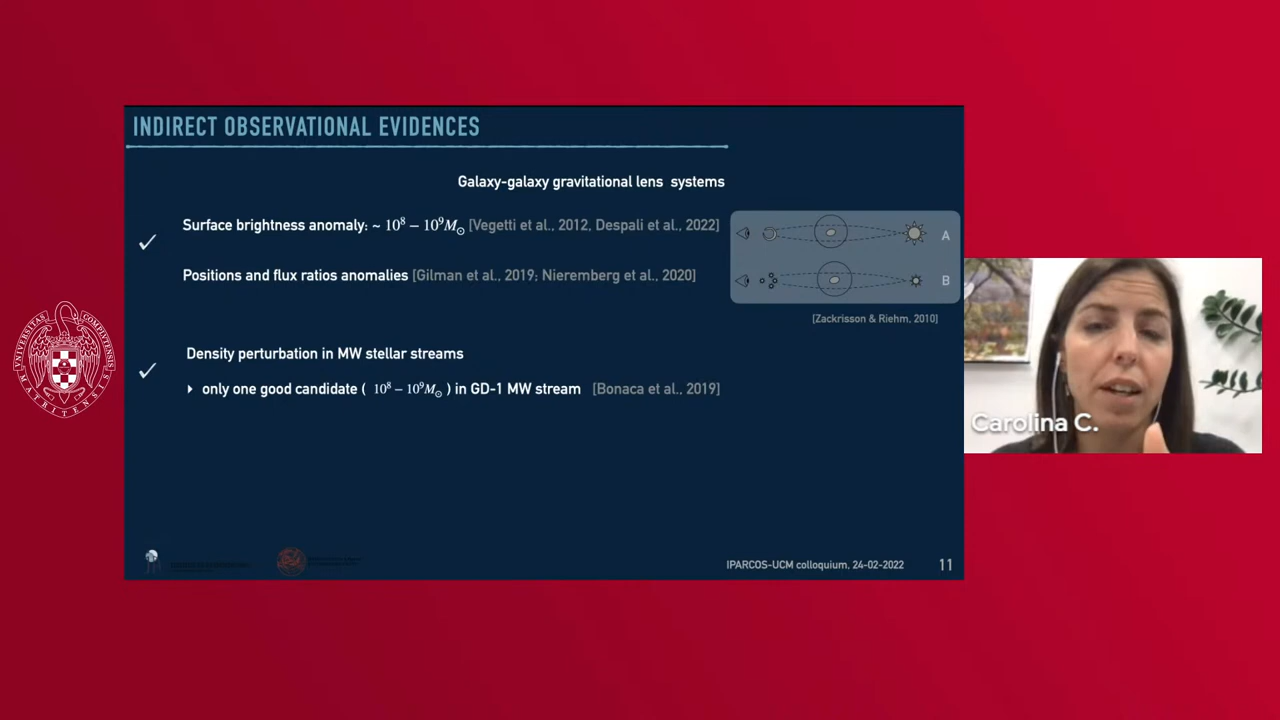 INDIRECT OBSERVATIONAL EVIDENCES
Galaxy-galaxy gravitational lens systems
Surface brightness anomaly: ~ 10⁸ – 10⁹M⊙ [Vegetti et al., 2012, Despali et al., 2022]
Positions and flux ratios anomalies [Gilman et al., 2019; Nieremberg et al., 2020]
A
B
[Zackrisson & Riehm, 2010]
Density perturbation in MW stellar streams
only one good candidate ( 10⁸ – 10⁹M⊙ ) in GD-1 MW stream [Bonaca et al., 2019]
IPARCOS-UCM colloquium, 24-02-2022
11
Carolina C.
VNIVERSITAS COMPLVTENSIS
MATRITENSIS